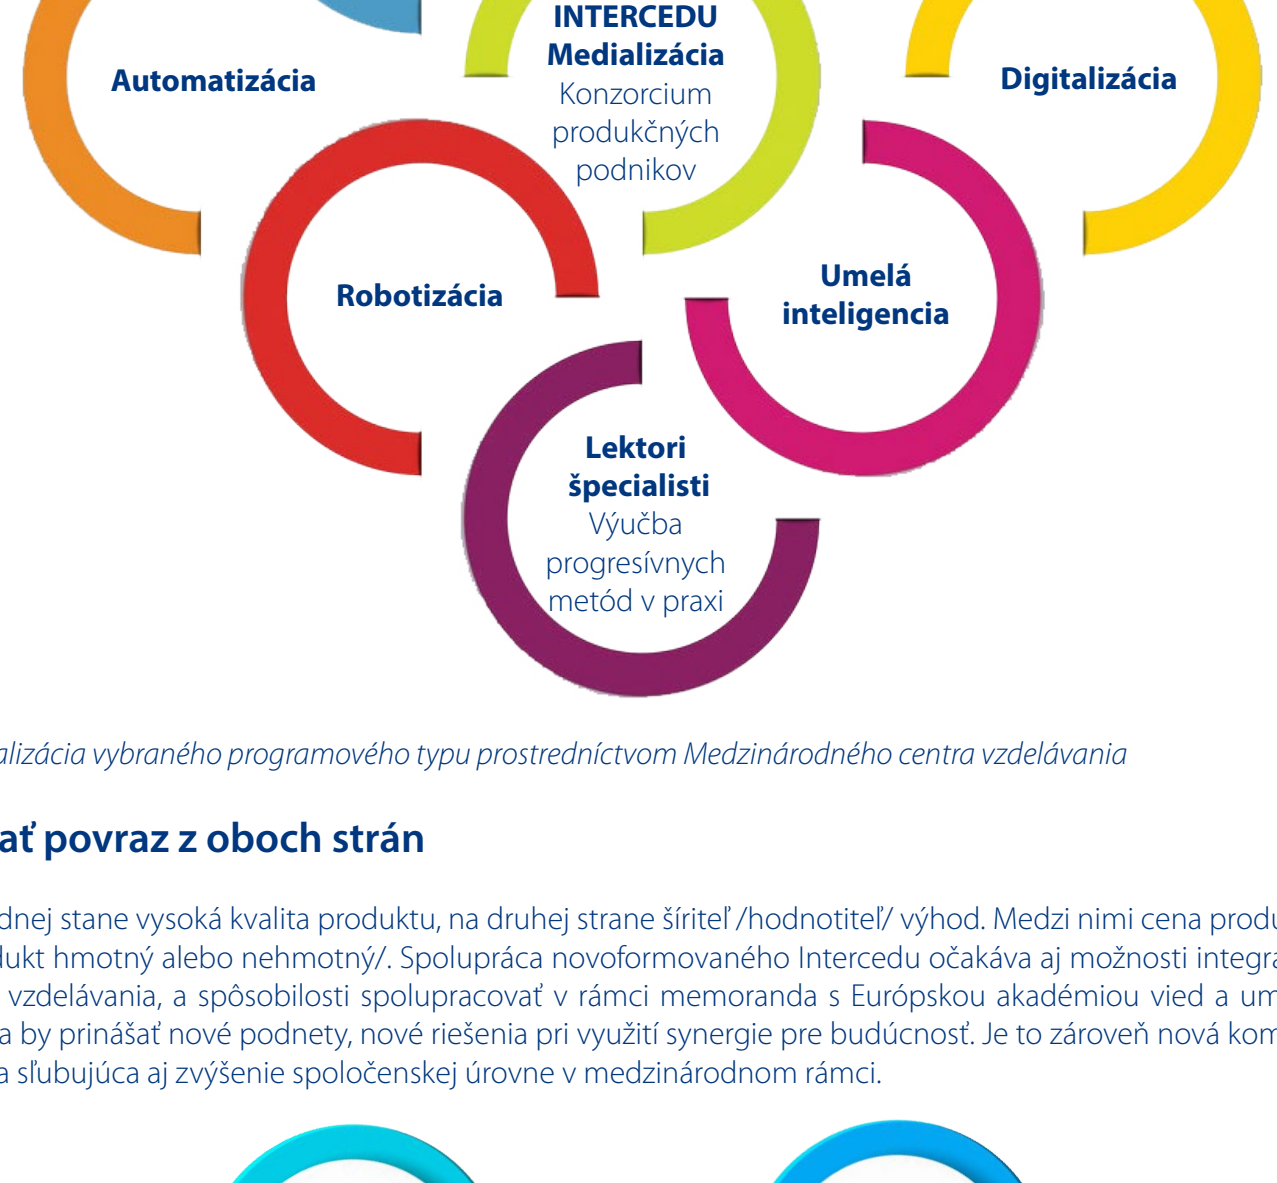 INTERCEDU
Medializácia
Konzorcium
produkčných
podnikov
Automatizácia
Digitalizácia
Robotizácia
Umelá
inteligencia
Lektori
špecialisti
Výučba
progresívnych
metód v praxi
alizácia vybraného programového typu prostredníctvom Medzinárodného centra vzdelávania
ať povraz z oboch strán
dnej stane vysoká kvalita produktu, na druhej strane šíriteľ /hodnotiteľ/ výhod. Medzi nimi cena produ
dukt hmotný alebo nehmotný/. Spolupráca novoformovaného Intercedu očakáva aj možnosti integra
vzdelávania, a spôsobilosti spolupracovať v rámci memoranda s Európskou akadémiou vied a um
a by prinášať nové podnety, nové riešenia pri využití synergie pre budúcnosť. Je to zároveň nová kom
a sľubujúca aj zvýšenie spoločenskej úrovne v medzinárodnom rámci.